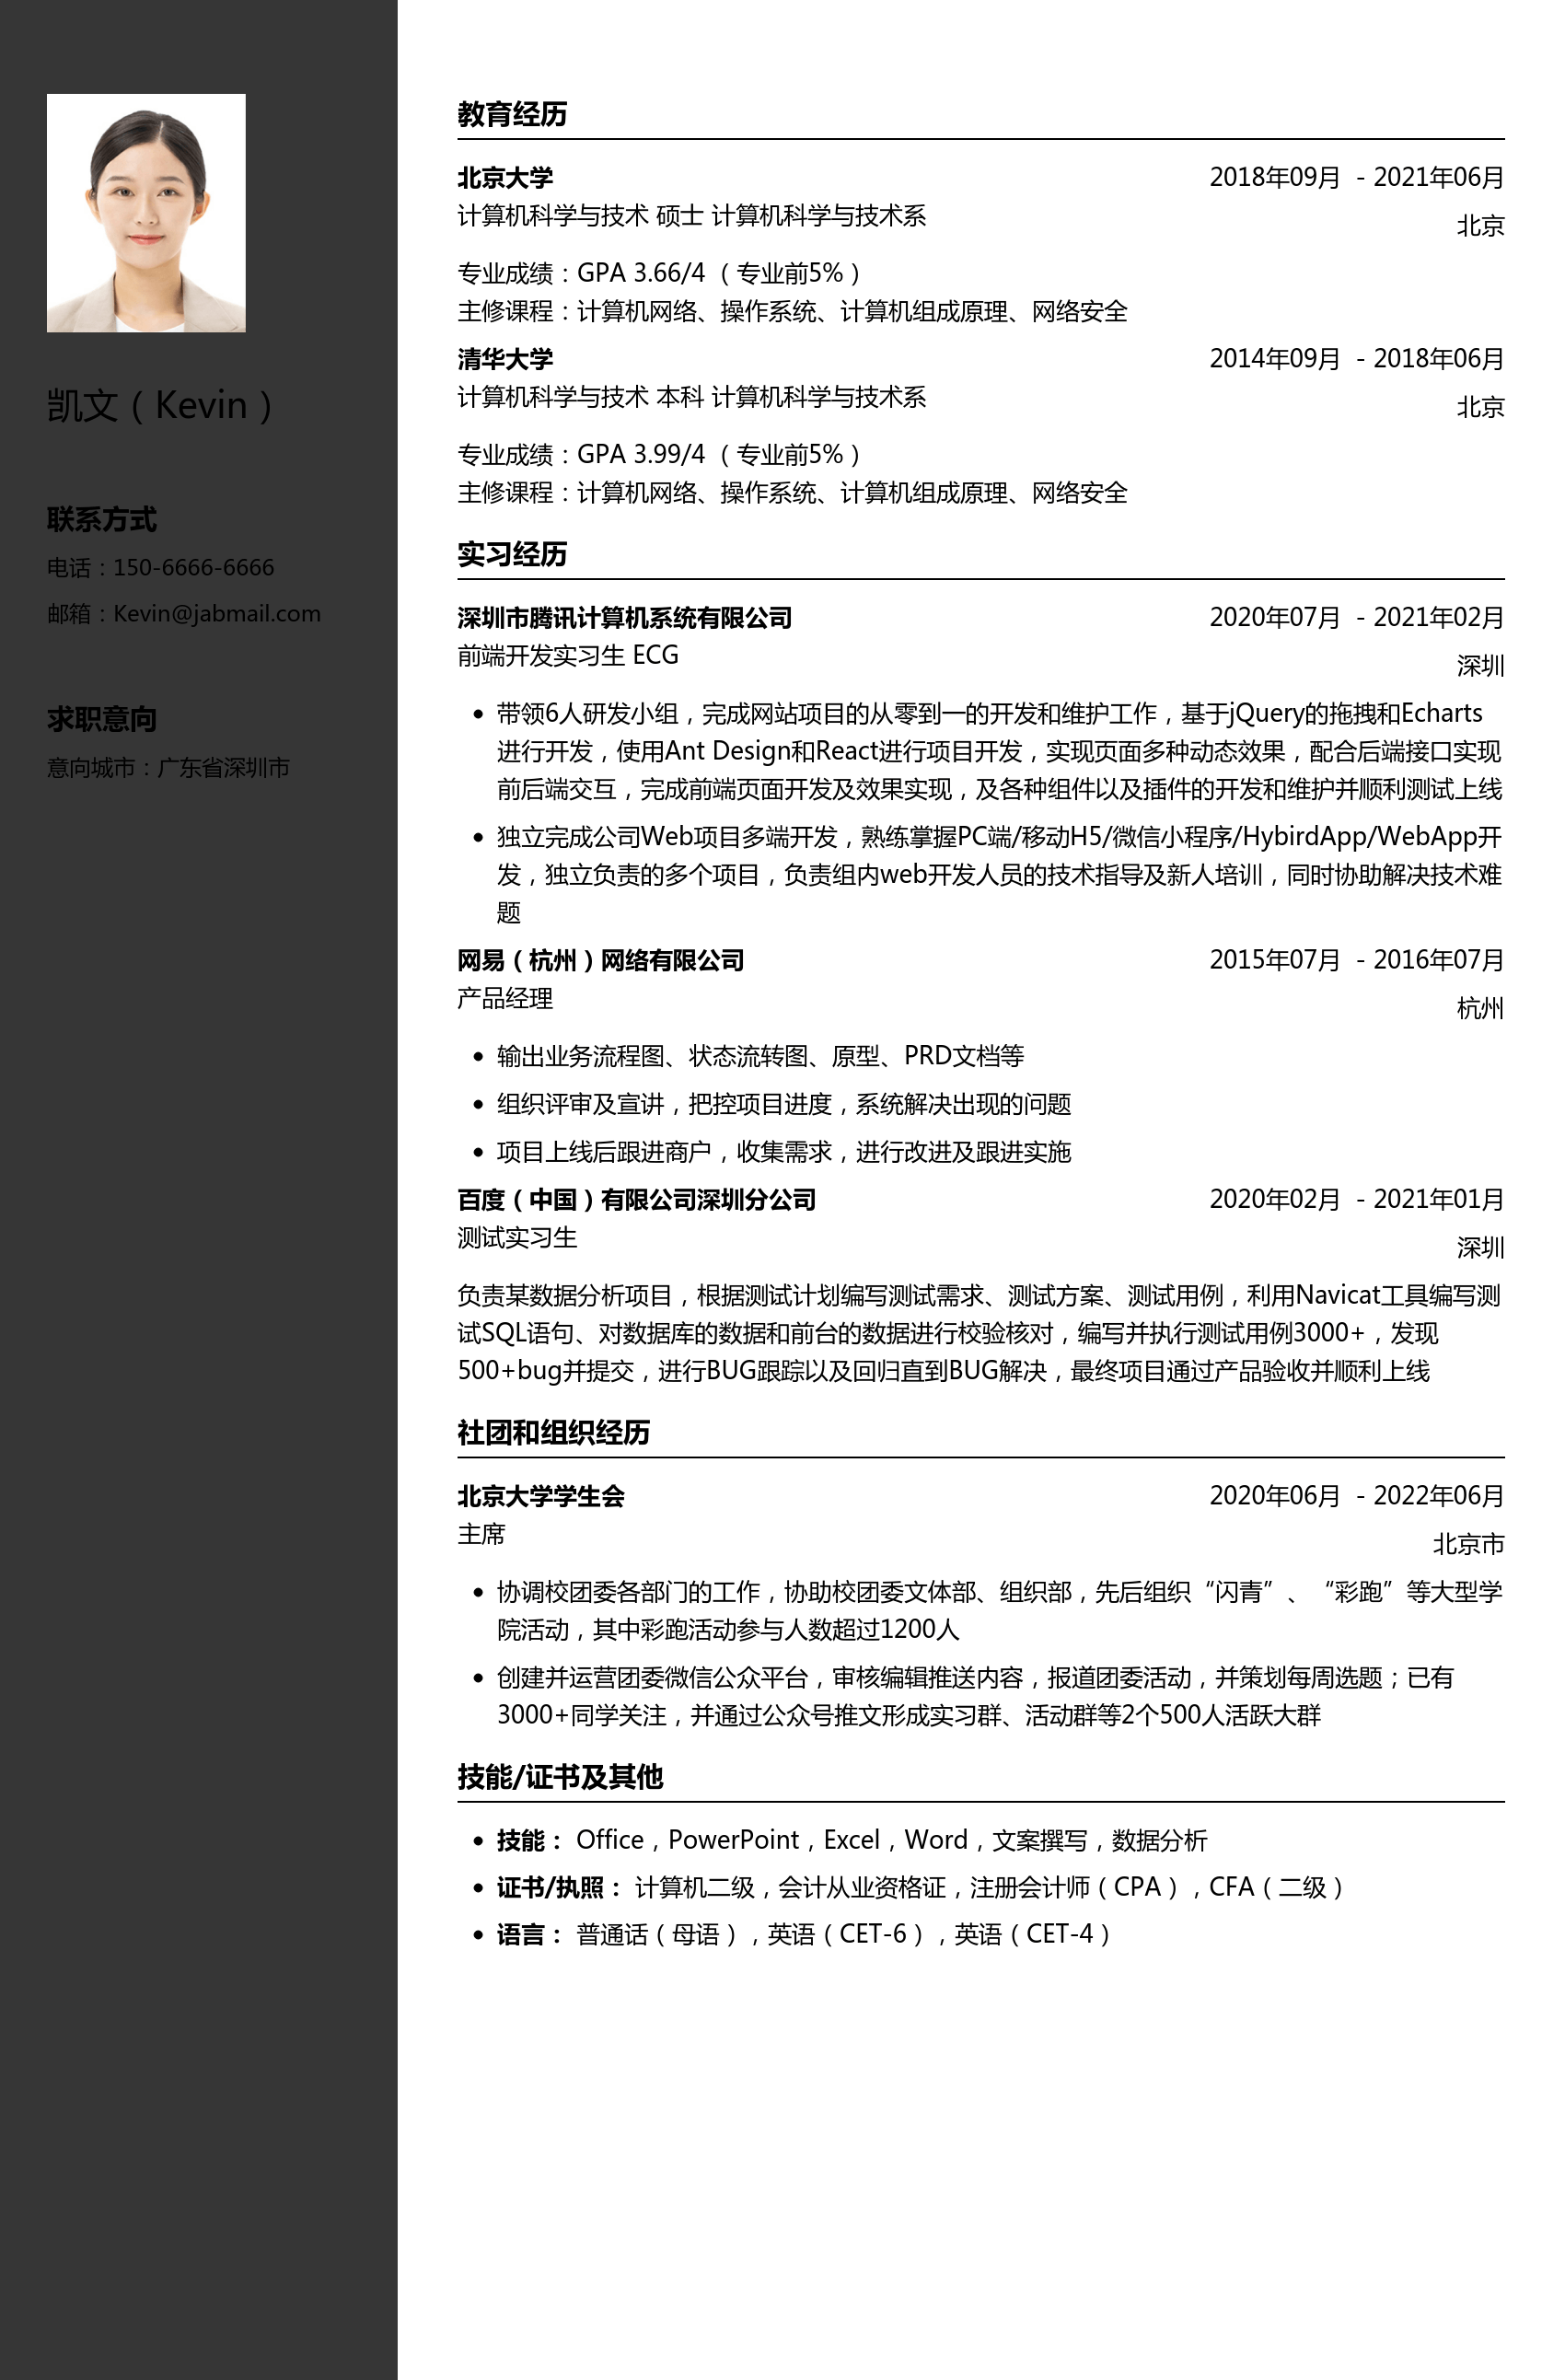 凯文（Kevin）
联系方式
电话：150-6666-6666
邮箱：Kevin@jabmail.com
求职意向
意向城市：广东省深圳市
教育经历
北京大学 2018年09月 - 2021年06月
计算机科学与技术 硕士 计算机科学与技术系
北京
专业成绩：GPA 3.66/4 （专业前5%）
主修课程：计算机网络、操作系统、计算机组成原理、网络安全
清华大学 2014年09月 - 2018年06月
计算机科学与技术 本科 计算机科学与技术系
北京
专业成绩：GPA 3.99/4 （专业前5%）
主修课程：计算机网络、操作系统、计算机组成原理、网络安全
实习经历
深圳市腾讯计算机系统有限公司 2020年07月 - 2021年02月
前端开发实习生 ECG
深圳
• 带领6人研发小组，完成网站项目的从零到一的开发和维护工作，基于jQuery的拖拽和Echarts
进行开发，使用Ant Design和React进行项目开发，实现页面多种动态效果，配合后端接口实现
前后端交互，完成前端页面开发及效果实现，及各种组件以及插件的开发和维护并顺利测试上线
• 独立完成公司Web项目多端开发，熟练掌握PC端/移动H5/微信小程序/HybirdApp/WebApp开
发，独立负责的多个项目，负责组内web开发人员的技术指导及新人培训，同时协助解决技术难
题
网易（杭州）网络有限公司 2015年07月 - 2016年07月
产品经理
杭州
• 输出业务流程图、状态流转图、原型、PRD文档等
• 组织评审及宣讲，把控项目进度，系统解决出现的问题
• 项目上线后跟进商户，收集需求，进行改进及跟进实施
百度（中国）有限公司深圳分公司 2020年02月 - 2021年01月
测试实习生
深圳
负责某数据分析项目，根据测试计划编写测试需求、测试方案、测试用例，利用Navicat工具编写测
试SQL语句、对数据库的数据和前台的数据进行校验核对，编写并执行测试用例3000+，发现
500+bug并提交，进行BUG跟踪以及回归直到BUG解决，最终项目通过产品验收并顺利上线
社团和组织经历
北京大学学生会 2020年06月 - 2022年06月
主席
北京市
• 协调校团委各部门的工作，协助校团委文体部、组织部，先后组织“闪青”、“彩跑”等大型学
院活动，其中彩跑活动参与人数超过1200人
• 创建并运营团委微信公众平台，审核编辑推送内容，报道团委活动，并策划每周选题；已有
3000+同学关注，并通过公众号推文形成实习群、活动群等2个500人活跃大群
技能/证书及其他
• 技能： Office，PowerPoint，Excel，Word，文案撰写，数据分析
• 证书/执照： 计算机二级，会计从业资格证，注册会计师（CPA），CFA（二级）
• 语言： 普通话（母语），英语（CET-6），英语（CET-4）